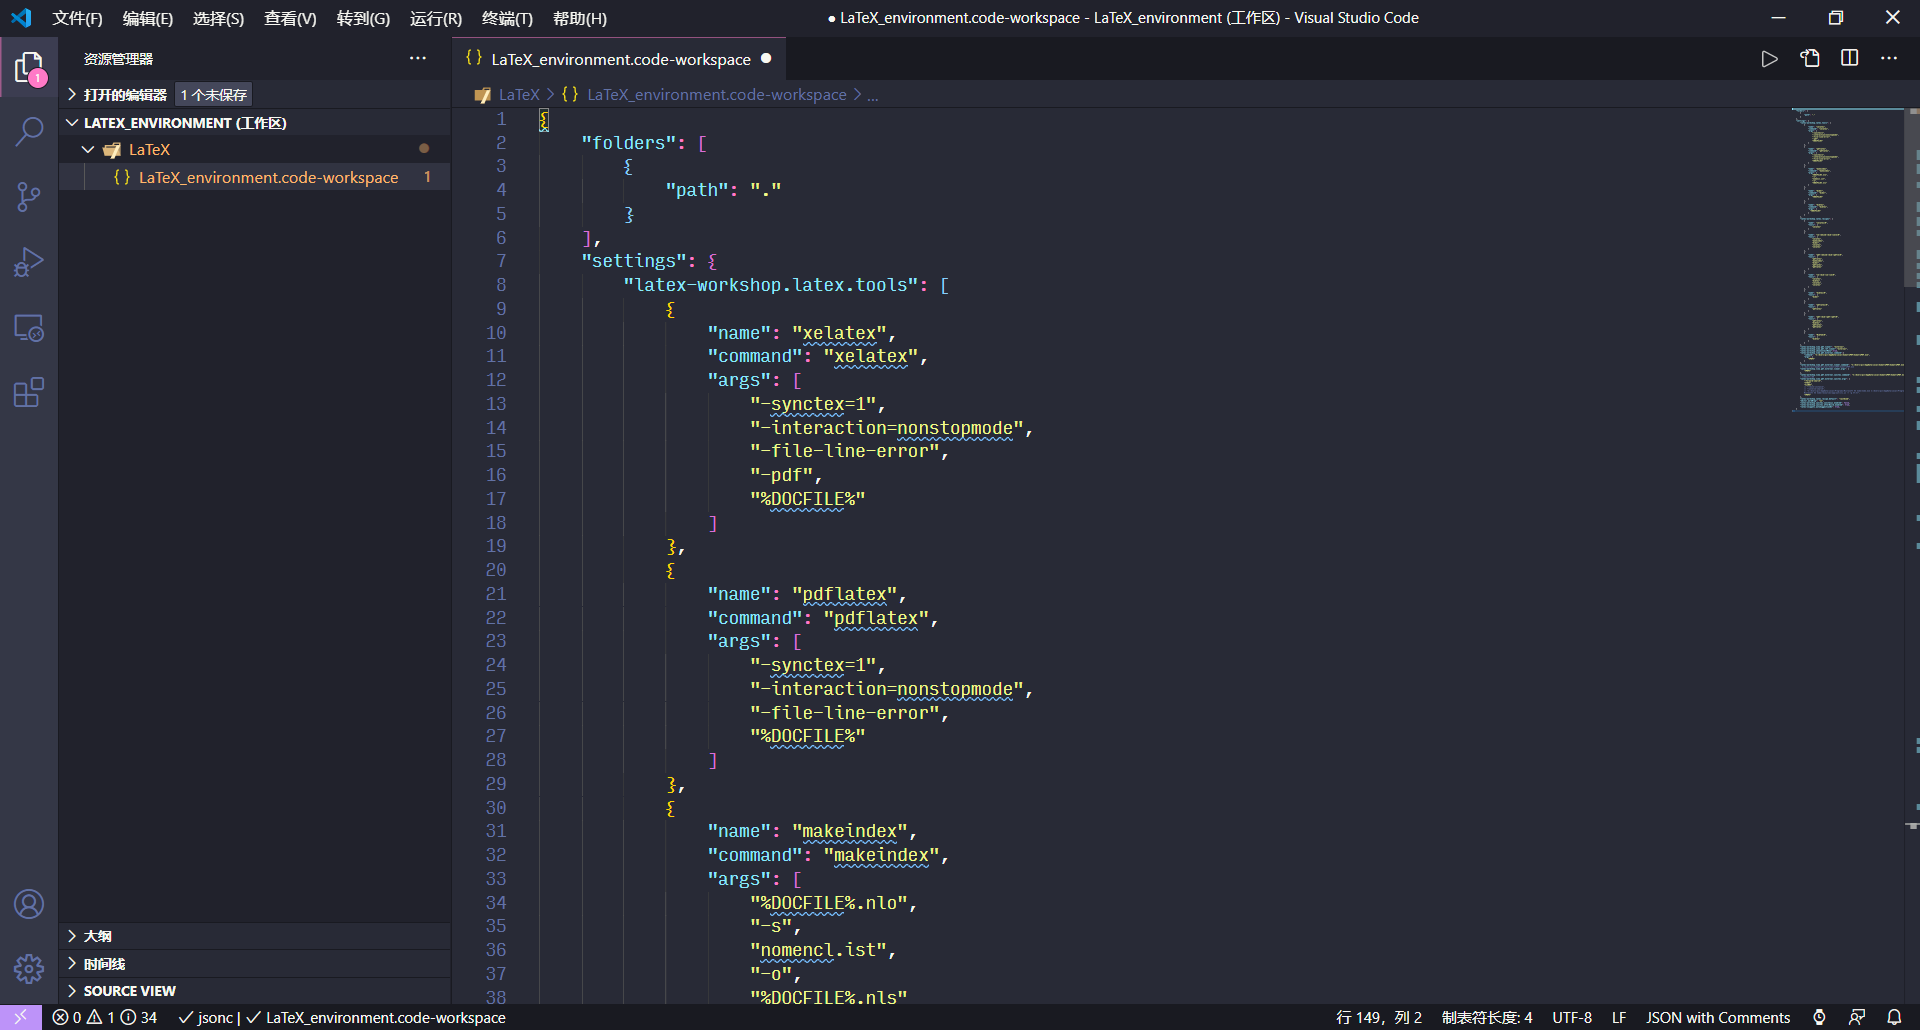 文件(F) 编辑(E) 选择(S) 查看(V) 转到(G) 运行(R) 终端(T) 帮助(H)
● LaTeX_environment.code-workspace - LaTeX_environment (工作区) - Visual Studio Code
资源管理器
打开的编辑器 1 个未保存
LATEX_ENVIRONMENT (工作区)
LaTeX
{} LaTeX_environment.code-workspace 1
1
大纲
时间线
SOURCE VIEW
{} LaTeX_environment.code-workspace ●
LaTeX > {} LaTeX_environment.code-workspace > ...
1 {
2 "folders": [
3 {
4 "path": "."
5 }
6 ],
7 "settings": {
8 "latex-workshop.latex.tools": [
9 {
10 "name": "xelatex",
11 "command": "xelatex",
12 "args": [
13 "-synctex=1",
14 "-interaction=nonstopmode",
15 "-file-line-error",
16 "-pdf",
17 "%DOCFILE%"
18 ]
19 },
20 {
21 "name": "pdflatex",
22 "command": "pdflatex",
23 "args": [
24 "-synctex=1",
25 "-interaction=nonstopmode",
26 "-file-line-error",
27 "%DOCFILE%"
28 ]
29 },
30 {
31 "name": "makeindex",
32 "command": "makeindex",
33 "args": [
34 "%DOCFILE%.nlo",
35 "-s",
36 "nomencl.ist",
37 "-o",
38 "%DOCFILE%.nls"
0 1 34 jsonc | LaTeX_environment.code-workspace
行 149，列 2 制表符长度: 4 UTF-8 LF JSON with Comments